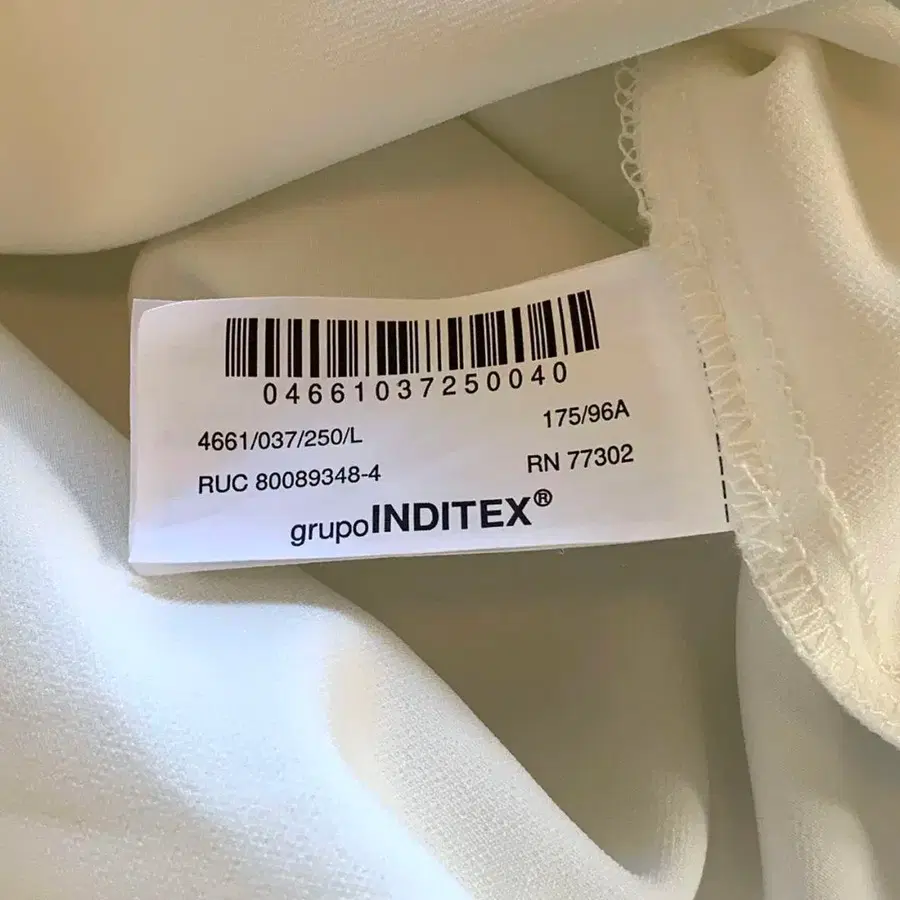 04661037250040
4661/037/250/L 175/96A
RUC 80089348-4 RN 77302
grupoINDITEX®